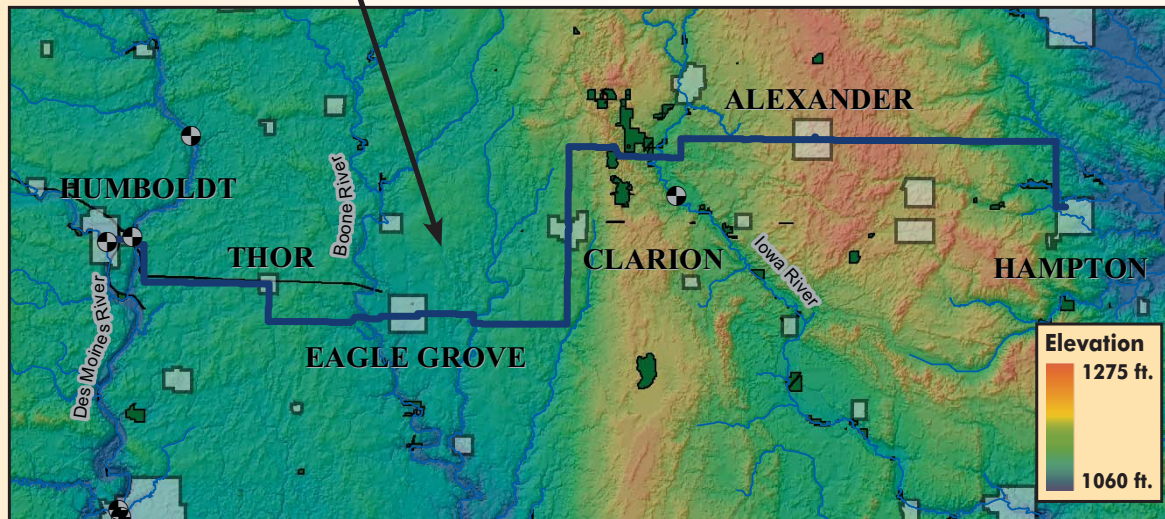 ALEXANDER
HUMBOLDT
Boone River
THOR
CLARION
Iowa River
HAMPTON
Des Moines River
EAGLE GROVE
Elevation
1275 ft.
1060 ft.